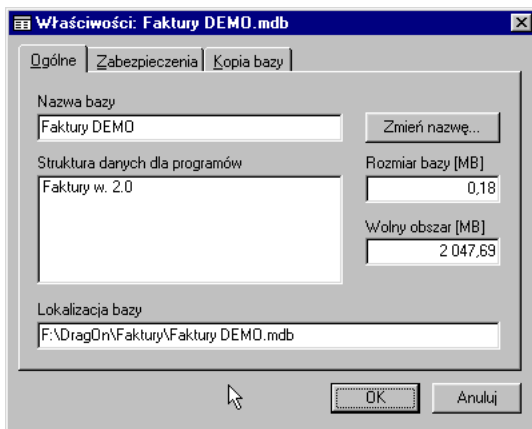 Właściwości: Faktury DEMO.mdb
Ogólne
Zabezpieczenia
Kopia bazy
Nazwa bazy
Faktury DEMO
Zmień nazwę...
Struktura danych dla programów
Rozmiar bazy [MB]
Faktury w. 2.0
0,18
Wolny obszar [MB]
2 047,69
Lokalizacja bazy
F:\DragOn\Faktury\Faktury DEMO.mdb
OK
Anuluj